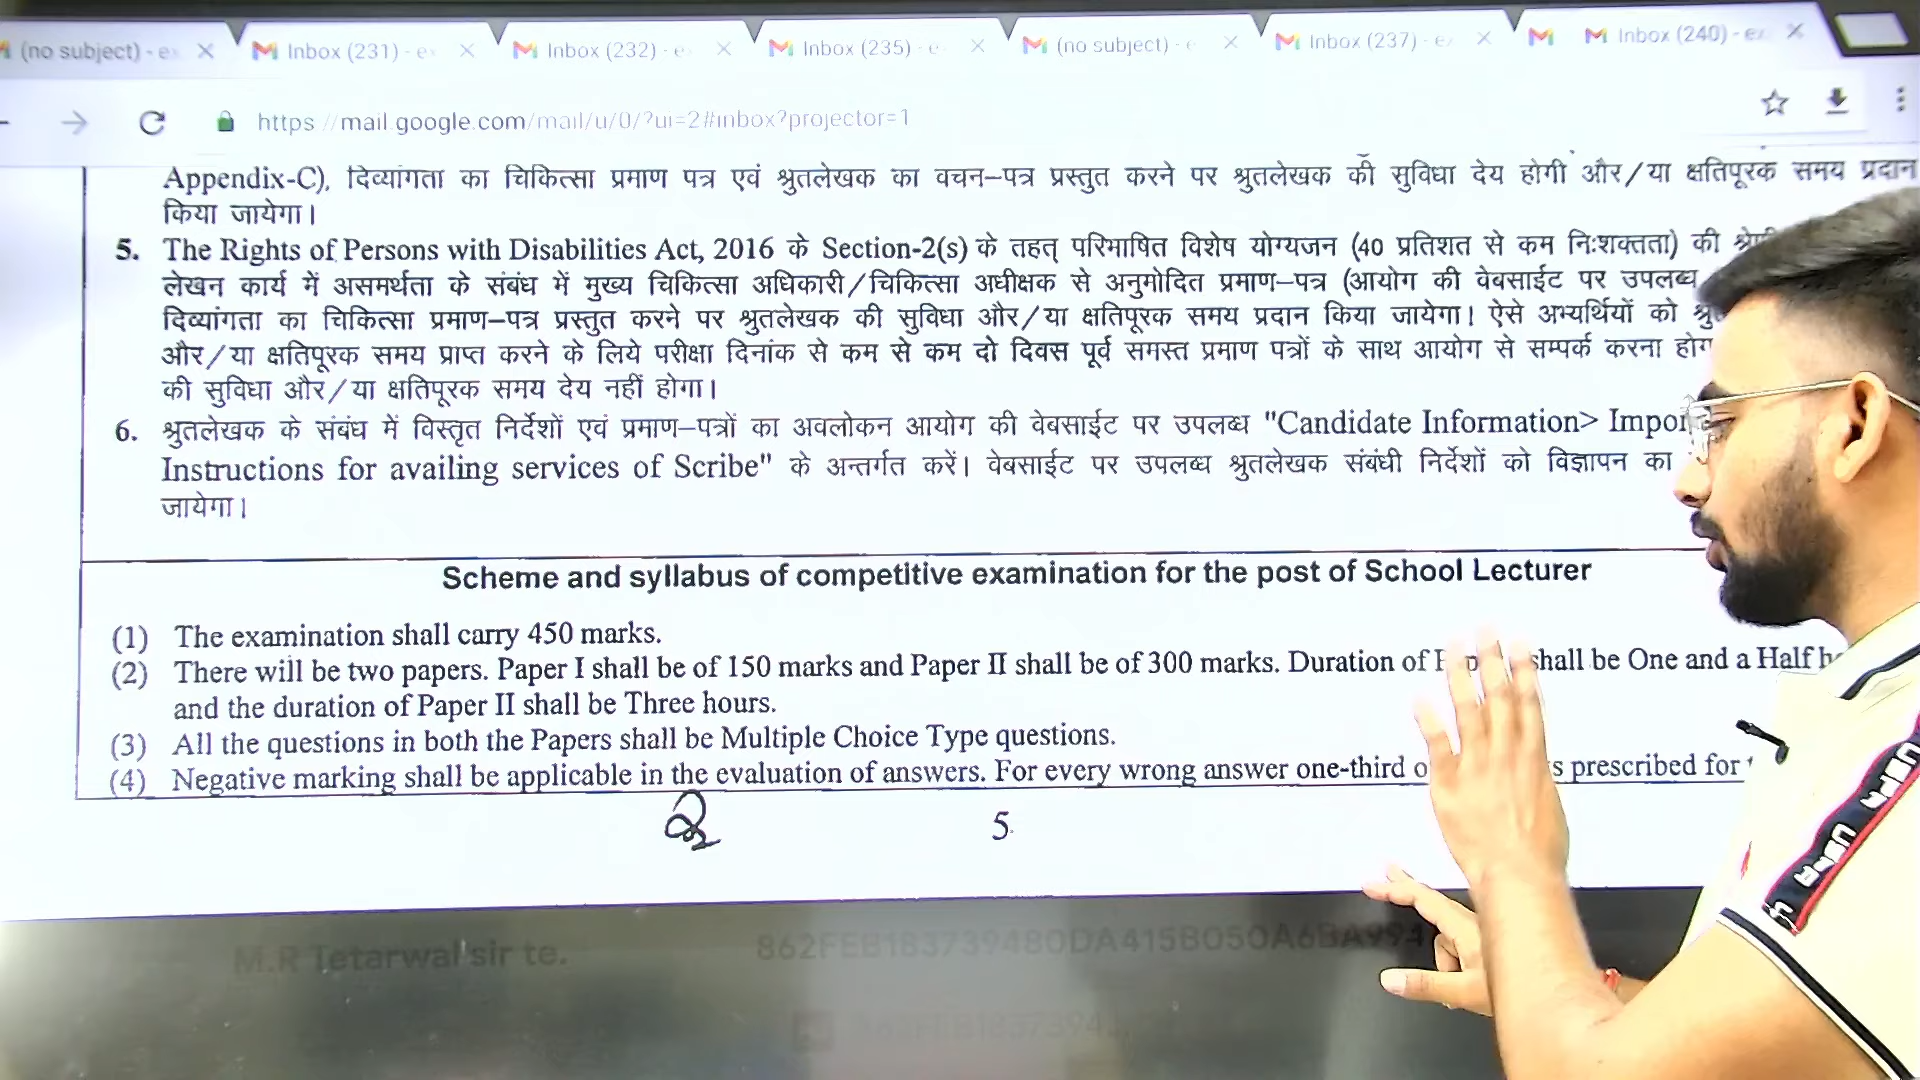 (no subject) - e
Inbox (231) - e
Inbox (232) - e
Inbox (235) - e
(no subject) - e
Inbox (237) - e
Inbox (240) - e
https://mail.google.com/mail/u/0/?ui=2#inbox?projector=1
Appendix-C), दिव्यांगता का चिकित्सा प्रमाण पत्र एवं श्रुतलेखक का वचन–पत्र प्रस्तुत करने पर श्रुतलेखक की सुविधा देय होगी और/या क्षतिपूरक समय प्रदान
किया जायेगा।
5. The Rights of Persons with Disabilities Act, 2016 के Section-2(s) के तहत् परिभाषित विशेष योग्यजन (40 प्रतिशत से कम निःशक्तता) की
लेखन कार्य में असमर्थता के संबंध में मुख्य चिकित्सा अधिकारी/चिकित्सा अधीक्षक से अनुमोदित प्रमाण–पत्र (आयोग की वेबसाईट पर उपलब्ध
दिव्यांगता का चिकित्सा प्रमाण–पत्र प्रस्तुत करने पर श्रुतलेखक की सुविधा और/या क्षतिपूरक समय प्रदान किया जायेगा। ऐसे अभ्यर्थियों को
और/या क्षतिपूरक समय प्राप्त करने के लिये परीक्षा दिनांक से कम से कम दो दिवस पूर्व समस्त प्रमाण पत्रों के साथ आयोग से सम्पर्क करना
की सुविधा और/या क्षतिपूरक समय देय नहीं होगा।
6. श्रुतलेखक के संबंध में विस्तृत निर्देशों एवं प्रमाण–पत्रों का अवलोकन आयोग की वेबसाईट पर उपलब्ध "Candidate Information> Impor
Instructions for availing services of Scribe" के अन्तर्गत करें। वेबसाईट पर उपलब्ध श्रुतलेखक संबंधी निर्देशों को विज्ञापन का
जायेगा।
Scheme and syllabus of competitive examination for the post of School Lecturer
(1) The examination shall carry 450 marks.
(2) There will be two papers. Paper I shall be of 150 marks and Paper II shall be of 300 marks. Duration of shall be One and a Half
and the duration of Paper II shall be Three hours.
(3) All the questions in both the Papers shall be Multiple Choice Type questions.
(4) Negative marking shall be applicable in the evaluation of answers. For every wrong answer one-third prescribed for
5
M.R Tetarwal sir te.